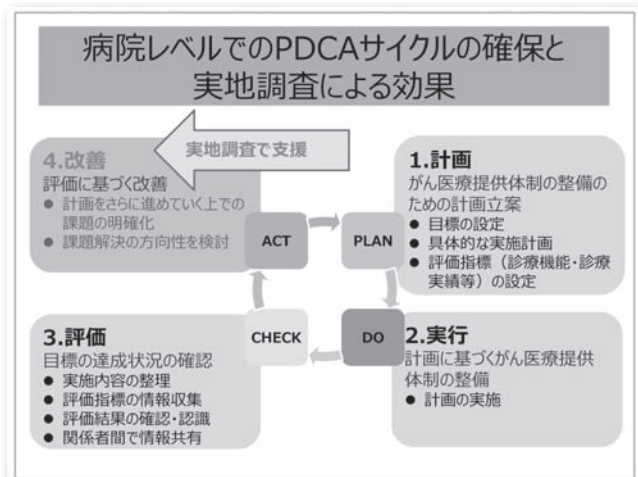 病院レベルでのPDCAサイクルの確保と
実地調査による効果
4.改善
評価に基づく改善
● 計画をさらに進めていく上での
課題の明確化
● 課題解決の方向性を検討
実地調査で支援
1.計画
がん医療提供体制の整備の
ための計画立案
● 目標の設定
● 具体的な実施計画
● 評価指標（診療機能・診療
実績等）の設定
ACT
PLAN
CHECK
DO
3.評価
目標の達成状況の確認
● 実施内容の整理
● 評価指標の情報収集
● 評価結果の確認・認識
● 関係者間で情報共有
2.実行
計画に基づくがん医療提供
体制の整備
● 計画の実施